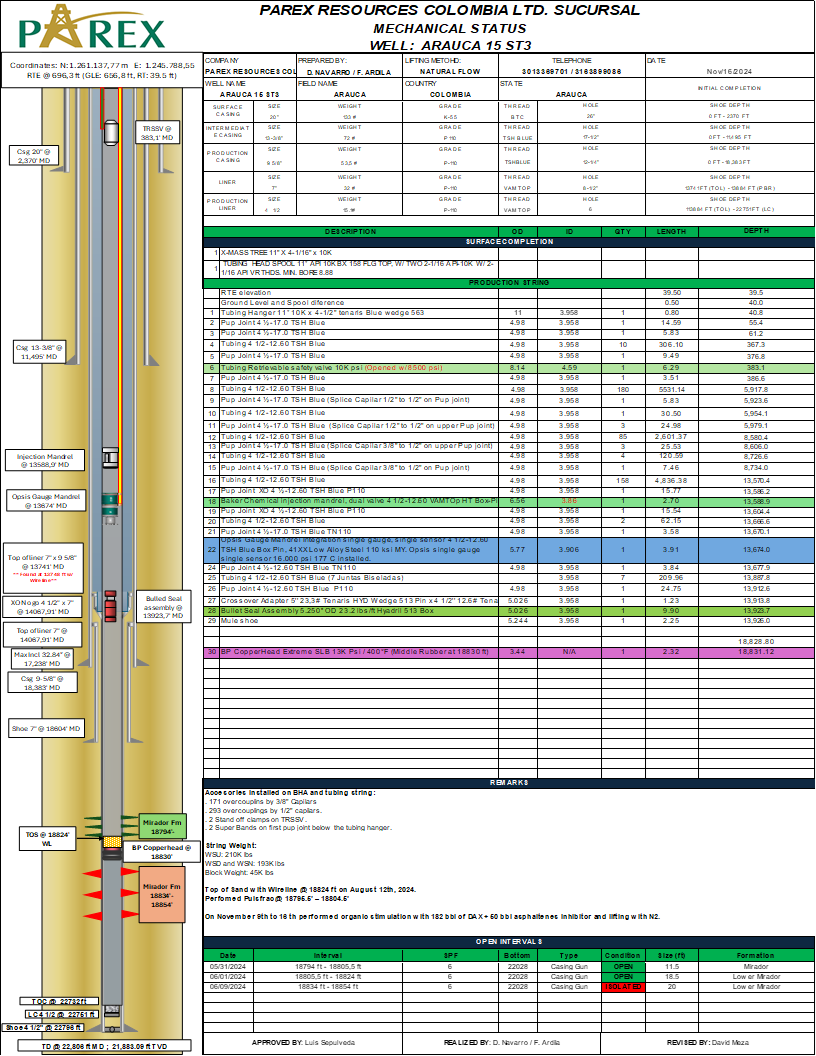 PAREX RESOURCES COLOMBIA LTD. SUCURSAL
MECHANICAL STATUS
WELL: ARAUCA 15 ST3
PAREX
Coordinates: N:1.261.137,77 m E: 1.245.788,55
RTE @ 696,3 ft (GLE: 656,8 ft, RT: 39.5 ft)
COMPANY PREPARED BY: LIFTING METOHD: TELEPHONE DATE
PAREX RESOURCES COL D. NAVARRO / F. ARDILA NATURAL FLOW 3013369701 / 3163899086 Nov/16/2024
WELL NAME FIELD NAME COUNTRY STATE INITIAL COMPLETION
ARAUCA 15 ST3 ARAUCA COLOMBIA ARAUCA
SURFACE CASING SIZE WEIGHT GRADE THREAD HOLE SHOE DEPTH
20" 133 # K-55 BTC 26" 0 FT - 2370 FT
INTERMEDIATE CASING SIZE WEIGHT GRADE THREAD HOLE SHOE DEPTH
13-3/8" 72 # P-110 TSH BLUE 17-1/2" 0 FT - 11,495 FT
PRODUCTION CASING SIZE WEIGHT GRADE THREAD HOLE SHOE DEPTH
9 5/8" 53,5 # P-110 TSH BLUE 12-1/4" 0 FT - 18,383 FT
LINER SIZE WEIGHT GRADE THREAD HOLE SHOE DEPTH
7" 32 # P-110 VAM TOP 8-1/2"
PRODUCTION LINER SIZE WEIGHT GRADE THREAD HOLE SHOE DEPTH
4 1/2 P-110 VAM TOP 6
DESCRIPTION OD ID QTY LENGTH DEPTH
SURFACE COMPLETION
1 X-MASS TREE 11" X 4-1/16" x 10K
1 TUBING HEAD SPOOL 11" API 10K BX 158 FLG TOP, W/ TWO 2-1/16 API-10K W/ 2-
1/16 API VR THDS. MIN. BORE 8.88
PRODUCTION STRING
RTE elevation 39.50 39.5
Ground Level and Spool diference 0.50 40.0
1 Tubing Hanger 11" 10K x 4-1/2" tenaris Blue wedge 563 11 3.958 1 0.80 40.8
2 Pup Joint 4 ½-17.0 TSH Blue 4.98 3.958 1 14.59 55.4
3 Pup Joint 4 ½-17.0 TSH Blue 4.98 3.958 1 5.83 61.2
4 Tubing 4 1/2-12.60 TSH Blue 4.98 3.958 10 306.10 367.3
5 Pup Joint 4 ½-17.0 TSH Blue 4.98 3.958 1 9.49 376.8
6 Tubing Retrievable safety valve 10K psi (Opened w/8500 psi) 8.14 4.59 1 6.29 383.1
7 Pup Joint 4 ½-17.0 TSH Blue 4.98 3.958 1 3.51 386.6
8 Tubing 4 1/2-12.60 TSH Blue 4.98 3.958 180 5531.14 5,917.8
9 Pup Joint 4 ½-17.0 TSH Blue (Splice Capilar 1/2" to 1/2" on Pup joint) 4.98 3.958 1 5.83 5,923.6
10 Tubing 4 1/2-12.60 TSH Blue 4.98 3.958 1 30.50 5,954.1
11 Pup Joint 4 ½-17.0 TSH Blue (Splice Capilar 1/2" to 1/2" on upper Pup joint) 4.98 3.958 3 24.98 5,979.1
12 Tubing 4 1/2-12.60 TSH Blue 4.98 3.958 85 2,601.37 8,580.4
13 Pup Joint 4 ½-17.0 TSH Blue (Splice Capilar 3/8" to 1/2" on upper Pup joint) 4.98 3.958 3 25.53 8,606.0
14 Tubing 4 1/2-12.60 TSH Blue 4.98 3.958 4 120.59 8,726.6
15 Pup Joint 4 ½-17.0 TSH Blue (Splice Capilar 3/8" to 1/2" on Pup joint) 4.98 3.958 1 7.46 8,734.0
16 Tubing 4 1/2-12.60 TSH Blue 4.98 3.958 158 4,836.38 13,570.4
17 Pup Joint XO 4 ½-12.60 TSH Blue P110 4.98 3.958 1 15.77 13,586.2
18 Baker Chemical injection mandrel, dual valve 4 1/2-12.60 VAMTOp HT Box-Pi 6.56 3.86 1 2.70 13,588.9
19 Pup Joint XO 4 ½-12.60 TSH Blue P110 4.98 3.958 1 15.54 13,604.4
20 Tubing 4 1/2-12.60 TSH Blue 4.98 3.958 2 62.15 13,666.6
21 Pup Joint 4 ½-17.0 TSH Blue TN110 4.98 3.958 1 3.58 13,670.1
22 Opsis Gauge Mandrel integration single gauge, single sensor 4 1/2-12.60
TSH Blue Box Pin, 41XX Low Alloy Steel 110 ksi MY. Opsis single gauge
single sensor 16.000 psi 177 C installed. 5.77 3.906 1 3.91 13,674.0
24 Pup Joint 4 ½-12.60 TSH Blue TN110 4.98 3.958 1 3.84 13,677.9
25 Tubing 4 1/2-12.60 TSH Blue (7 Juntas Biseladas) 4.98 3.958 7 209.96 13,887.8
26 Pup Joint 4 ½-12.60 TSH Blue P110 4.98 3.958 1 24.75 13,912.6
27 Crossover Adapter 5" 23,3# Tenaris HYD Wedge 513 Pin x 4 1/2" 12.6# Tena 5.026 3.958 1 1.23 13,913.8
28 Bullet Seal Assembly 5.250" OD 23.2 lbs/ft Hyadril 513 Box 5.026 3.958 1 9.90 13,923.7
29 Mule shoe 5.244 3.958 1 2.25 13,926.0
18,828.80
30 BP CopperHead Extreme SLB 13K Psi / 400°F (Middle Rubber at 18830 ft) 3.44 N/A 1 2.32 18,831.12
REMARKS
Accesories installed on BHA and tubing string:
. 171 overcouplins by 3/8" Capilars
. 293 overcouplings by 1/2" capilars.
. 2 Stand off clamps on TRSSV.
. 2 Super Bands on first pup joint below the tubing hanger.
String Weight:
WSU: 210K lbs
WSD and WSN: 193K lbs
Block Weight: 45K lbs
Top of Sand with Wireline @ 18824 ft on August 12th, 2024.
Perfomed Pulsfrac@ 18795.5' – 18804.5'
On November 9th to 16 th performed organic stimulation with 182 bbl of DAX + 50 bbl asphaltenes inhibitor and lifting with N2.
OPEN INTERVALS
Date Interval SPF Bottom Type Condition Size (ft) Formation
05/31/2024 18794 ft - 18805,5 ft 6 22028 Casing Gun OPEN 11.5 Mirador
06/01/2024 18805,5 ft - 18824 ft 6 22028 Casing Gun OPEN 18.5 Lower Mirador
06/09/2024 18834 ft - 18854 ft 6 22028 Casing Gun ISOLATED 20 Lower Mirador
APPROVED BY: Luis Sepulveda REALIZED BY: D. Navarro / F. Ardila REVISED BY: David Meza
TRSSV @
383,1' MD
Csg 20" @
2,370' MD
Csg 13-3/8" @
11,495' MD
Injection Mandrel
@ 13588,9' MD
Opsis Gauge Mandrel
@ 13674' MD
Top of liner 7" x 9 5/8"
@ 13741' MD
**Found at 13748 ft w/
Wireline**
XO Nogo 4 1/2" x 7"
@ 14067,91' MD
Bulled Seal
assembly @
13923,7' MD
Top of liner 7" @
14067,91' MD
Max Incl 32.84° @
17,238' MD
Csg 9-5/8" @
18,383' MD
Shoe 7" @ 18604' MD
Mirador Fm
18794'-
TOS @ 18824'
WL
BP Copperhead @
18830'
Mirador Fm
18834'-
18854'
TOC @ 22732 ft
LC 4 1/2 @ 22751 ft
Shoe 4 1/2" @ 22796 ft
TD @ 22,806 ft MD ; 21,883.09 ft TVD